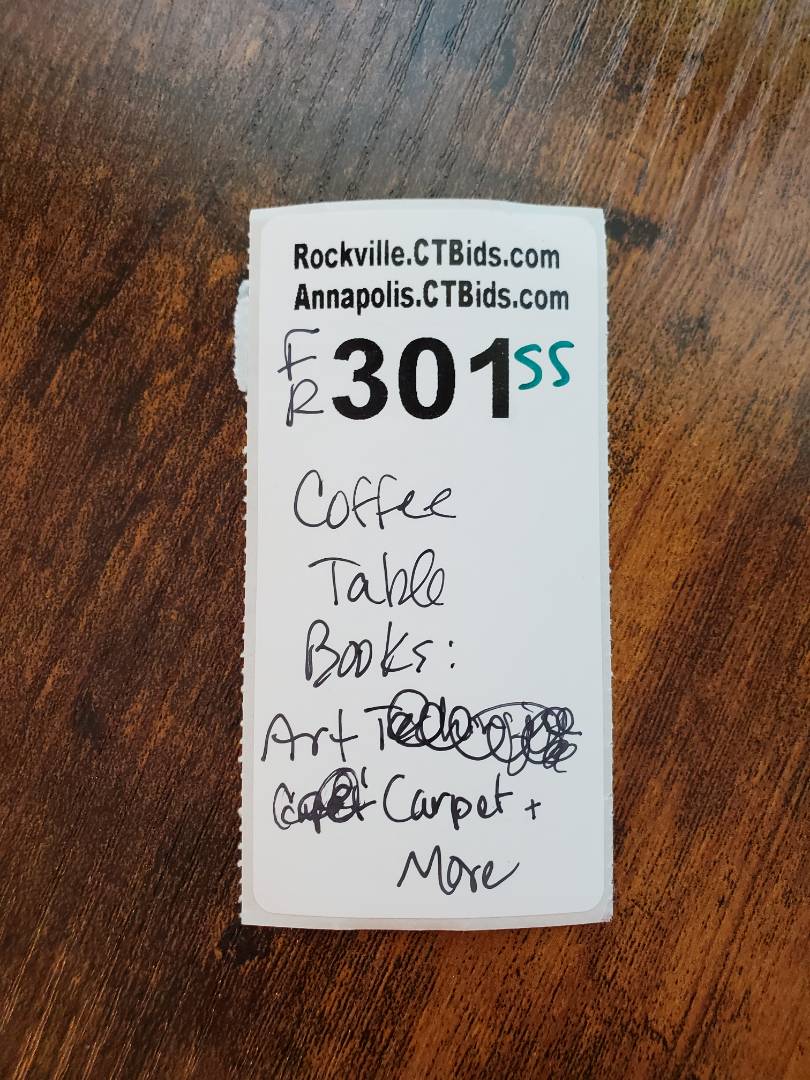 Rockville.CTBids.com
Annapolis.CTBids.com
FR 301 SS
Coffee
Table
Books:
Art
Carpet +
More